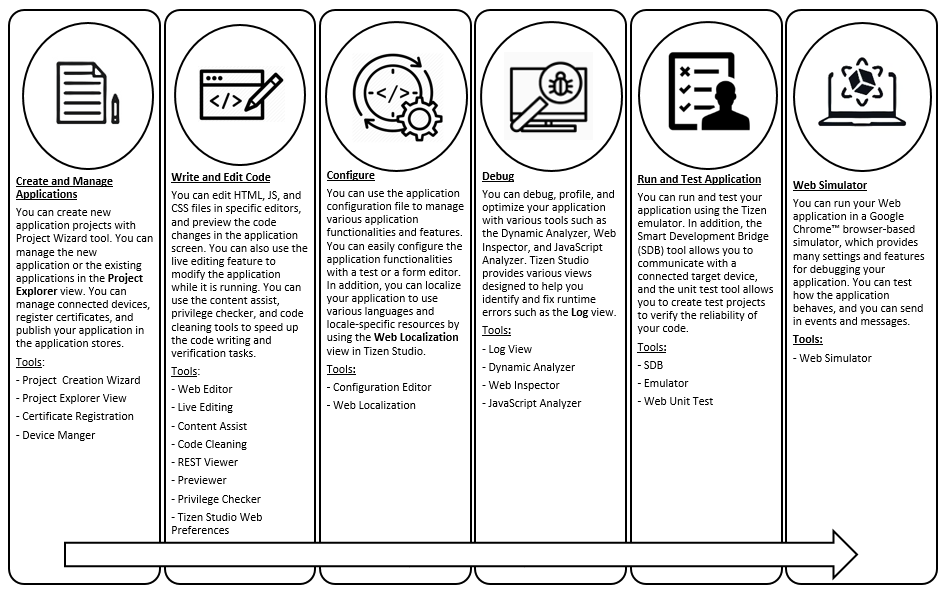 Create and Manage
Applications
You can create new
application projects with
Project Wizard tool. You can
manage the new
application or the existing
applications in the Project
Explorer view. You can
manage connected devices,
register certificates, and
publish your application in
the application stores.
Tools:
- Project  Creation Wizard
- Project Explorer View
- Certificate Registration
- Device Manger
Write and Edit Code
You can edit HTML, JS, and
CSS files in specific editors,
and preview the code
changes in the application
screen. You can also use the
live editing feature to
modify the application
while it is running. You can
use the content assist,
privilege checker, and code
cleaning tools to speed up
the code writing and
verification tasks.
Tools:
- Web Editor
- Live Editing
- Content Assist
- Code Cleaning
- REST Viewer
- Previewer
- Privilege Checker
- Tizen Studio Web
Preferences
Configure
You can use the application
configuration file to manage
various application
functionalities and features.
You can easily configure the
application functionalities
with a test or a form editor.
In addition, you can localize
your application to use
various languages and
locale-specific resources by
using the Web Localization
view in Tizen Studio.
Tools:
- Configuration Editor
- Web Localization
Debug
You can debug, profile, and
optimize your application
with various tools such as
the Dynamic Analyzer, Web
Inspector, and JavaScript
Analyzer. Tizen Studio
provides various views
designed to help you
identify and fix runtime
errors such as the Log view.
Tools:
- Log View
- Dynamic Analyzer
- Web Inspector
- JavaScript Analyzer
Run and Test Application
You can run and test your
application using the Tizen
emulator. In addition, the
Smart Development Bridge
(SDB) tool allows you to
communicate with a
connected target device,
and the unit test tool allows
you to create test projects
to verify the reliability of
your code.
Tools:
- SDB
- Emulator
- Web Unit Test
Web Simulator
You can run your Web
application in a Google
Chrome™ browser-based
simulator, which provides
many settings and features
for debugging your
application. You can test
how the application
behaves, and you can send
in events and messages.
Tools:
- Web Simulator